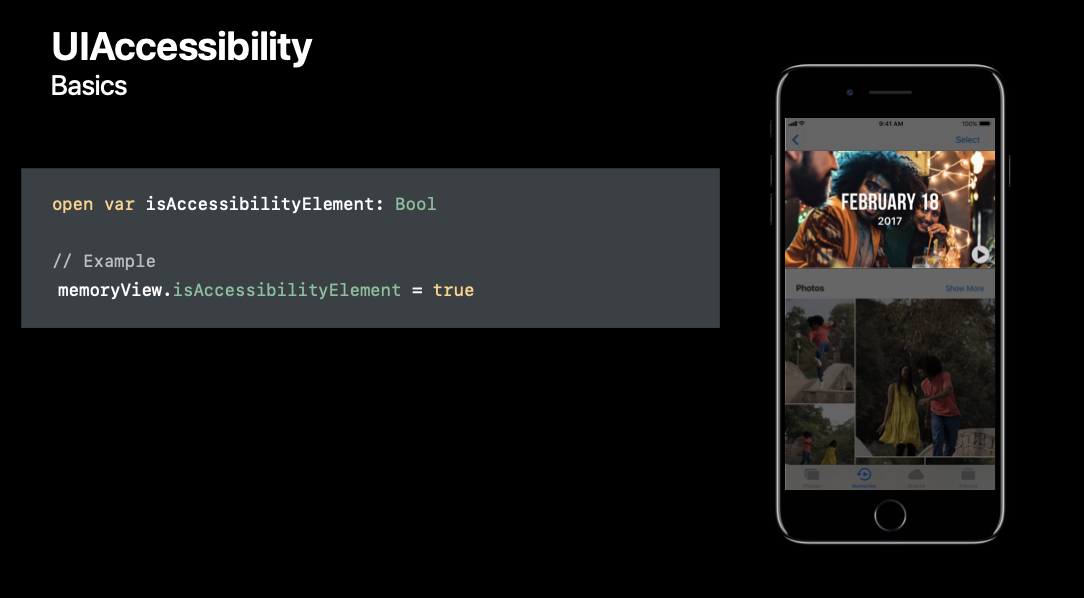 UIAccessibility
Basics
open var isAccessibilityElement: Bool
// Example
memoryView.isAccessibilityElement = true
9:41 AM
100%
Select
FEBRUARY 18
2017
Photos
Show More
Photos
Memories
Shared
Albums